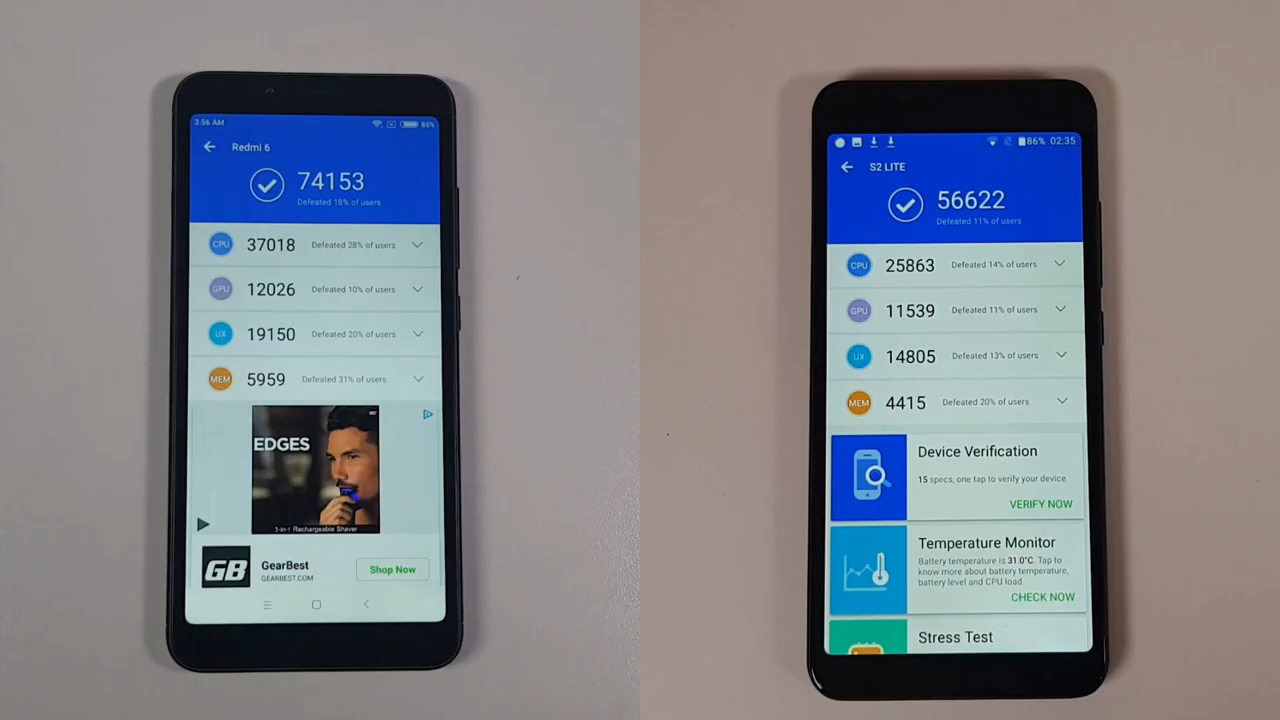 3:56 AM 85%
Redmi 6
74153
Defeated 18% of users
CPU 37018 Defeated 28% of users
GPU 12026 Defeated 10% of users
UX 19150 Defeated 20% of users
MEM 5959 Defeated 31% of users
EDGES
3-in-1 Rechargeable Shaver
GB GearBest
GEARBEST.COM
Shop Now
86% 02:35
S2 LITE
56622
Defeated 11% of users
CPU 25863 Defeated 14% of users
GPU 11539 Defeated 11% of users
UX 14805 Defeated 13% of users
MEM 4415 Defeated 20% of users
Device Verification
15 specs, one tap to verify your device.
VERIFY NOW
Temperature Monitor
Battery temperature is 31.0°C. Tap to
know more about battery temperature,
battery level and CPU load.
CHECK NOW
Stress Test